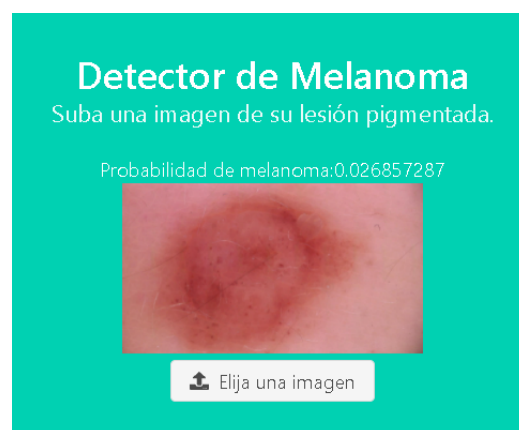 Detector de Melanoma
Suba una imagen de su lesión pigmentada.
Probabilidad de melanoma:0.026857287
Elija una imagen